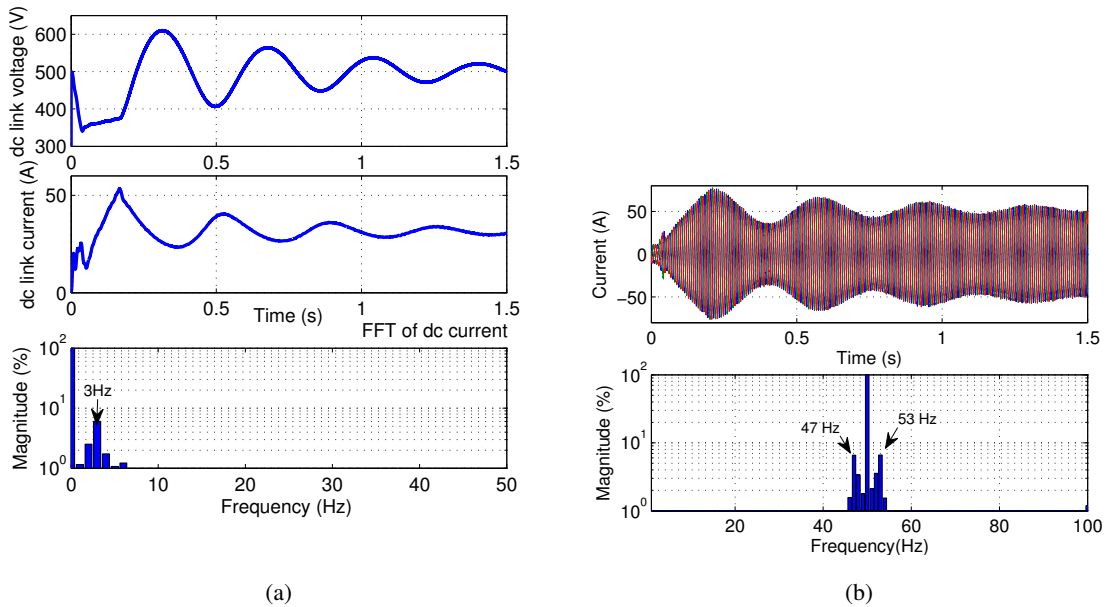 dc link voltage (V)
600
500
400
300
0
0.5
1
1.5
dc link current (A)
50
0
0
0.5
1
1.5
Time (s)
FFT of dc current
Magnitude (%)
10^2
10^1
10^0
3Hz
0
10
20
30
40
50
Frequency (Hz)
(a)
Current (A)
50
0
−50
0
0.5
1
1.5
Time (s)
Magnitude (%)
10^2
10^1
10^0
47 Hz
53 Hz
20
40
60
80
100
Frequency(Hz)
(b)